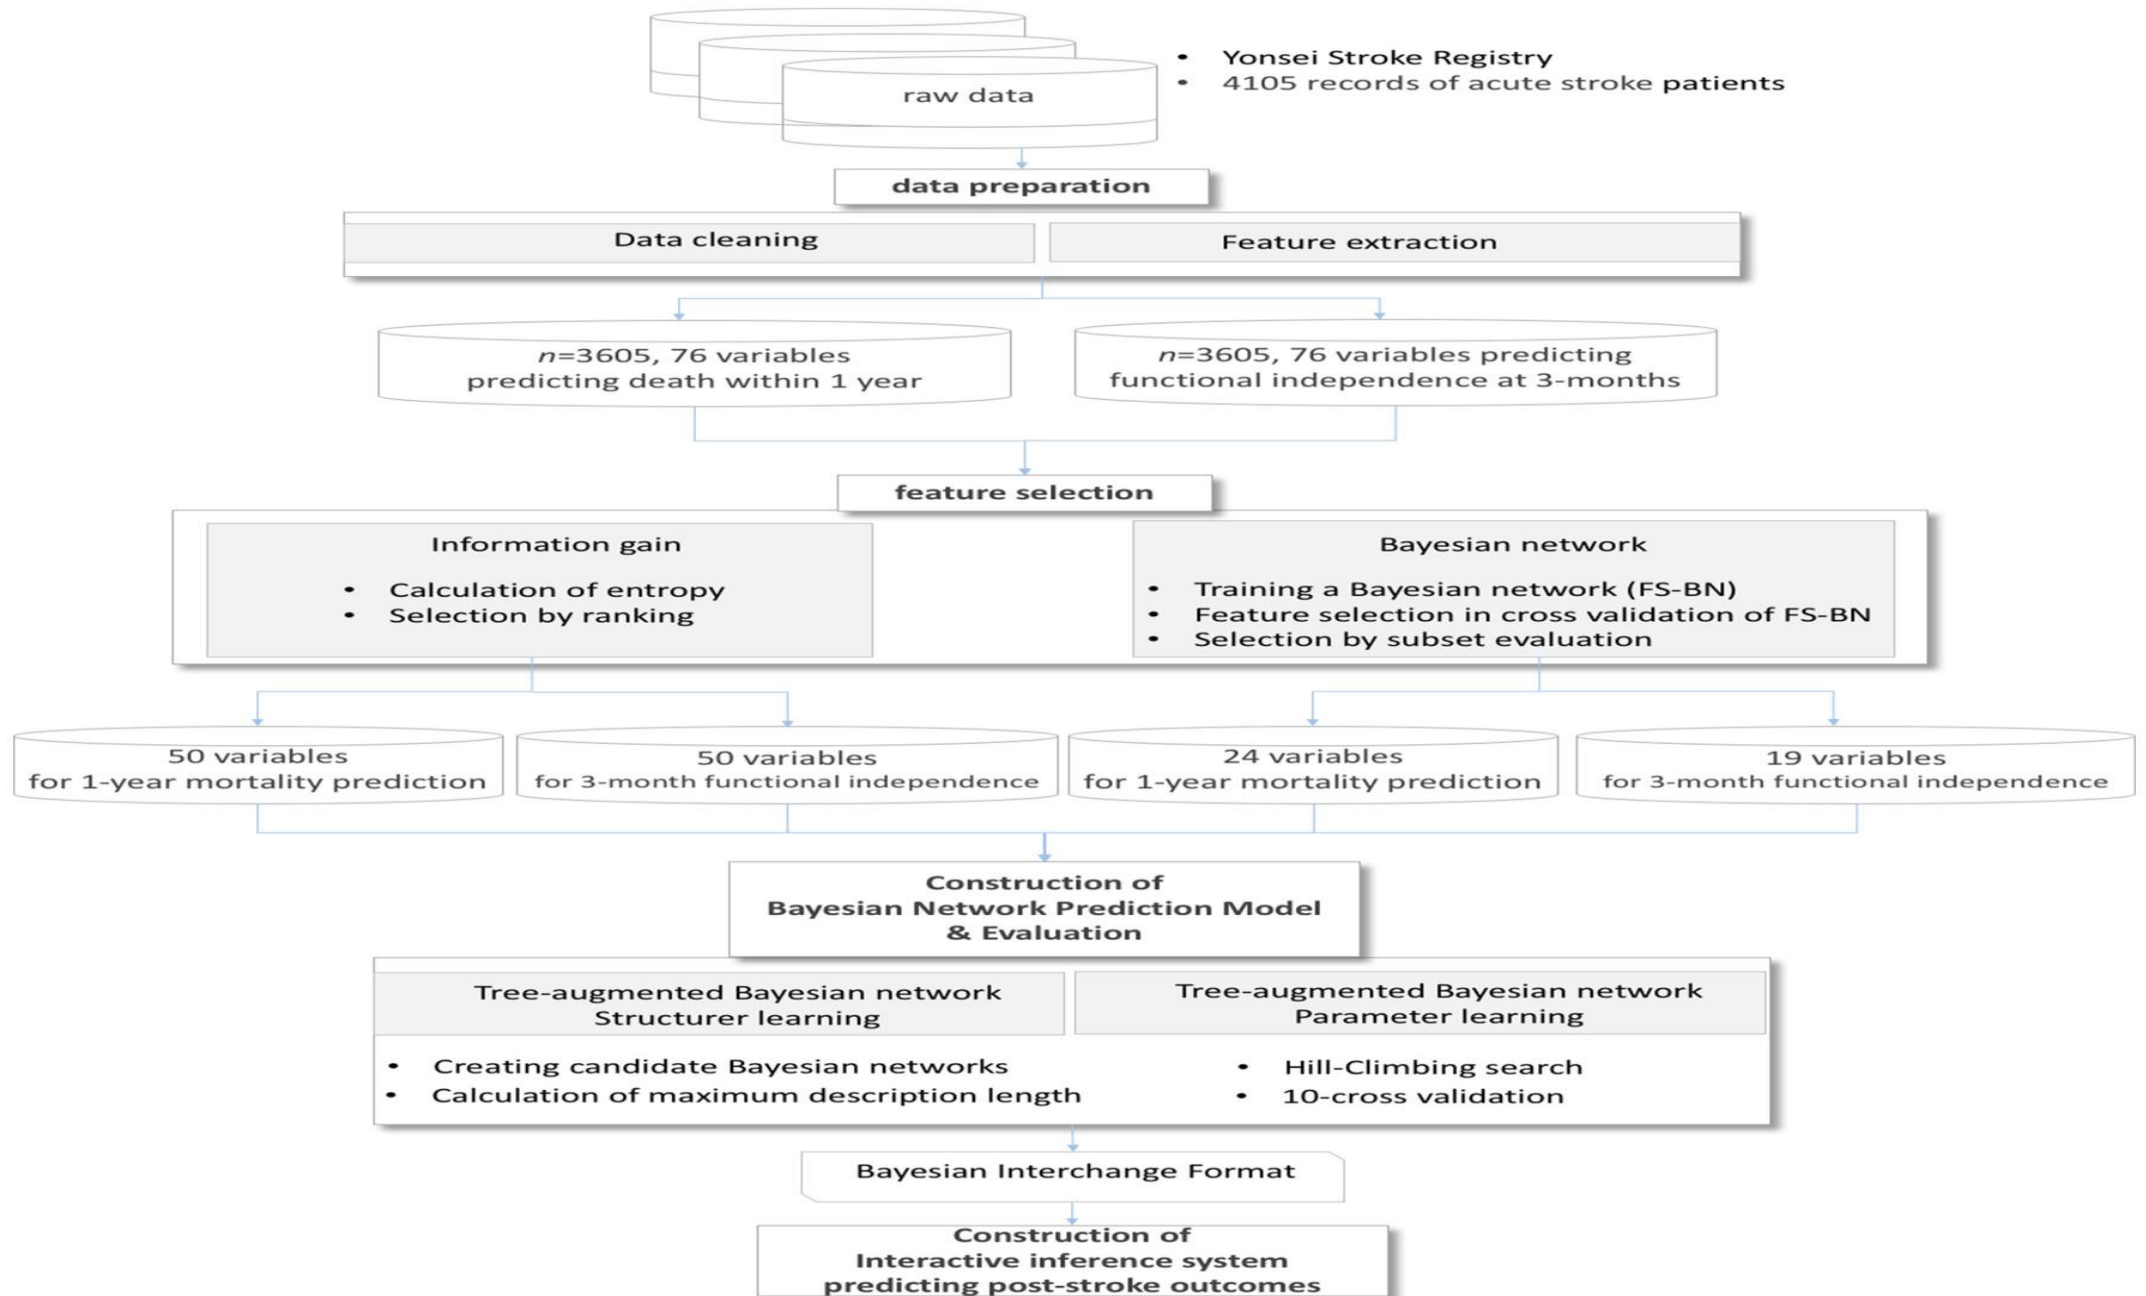 raw data
• Yonsei Stroke Registry
• 4105 records of acute stroke patients
data preparation
Data cleaning
Feature extraction
n=3605, 76 variables
predicting death within 1 year
n=3605, 76 variables predicting
functional independence at 3-months
feature selection
Information gain
• Calculation of entropy
• Selection by ranking
Bayesian network
• Training a Bayesian network (FS-BN)
• Feature selection in cross validation of FS-BN
• Selection by subset evaluation
50 variables
for 1-year mortality prediction
50 variables
for 3-month functional independence
24 variables
for 1-year mortality prediction
19 variables
for 3-month functional independence
Construction of
Bayesian Network Prediction Model
& Evaluation
Tree-augmented Bayesian network
Structurer learning
• Creating candidate Bayesian networks
• Calculation of maximum description length
Tree-augmented Bayesian network
Parameter learning
• Hill-Climbing search
• 10-cross validation
Bayesian Interchange Format
Construction of
Interactive inference system
predicting post-stroke outcomes